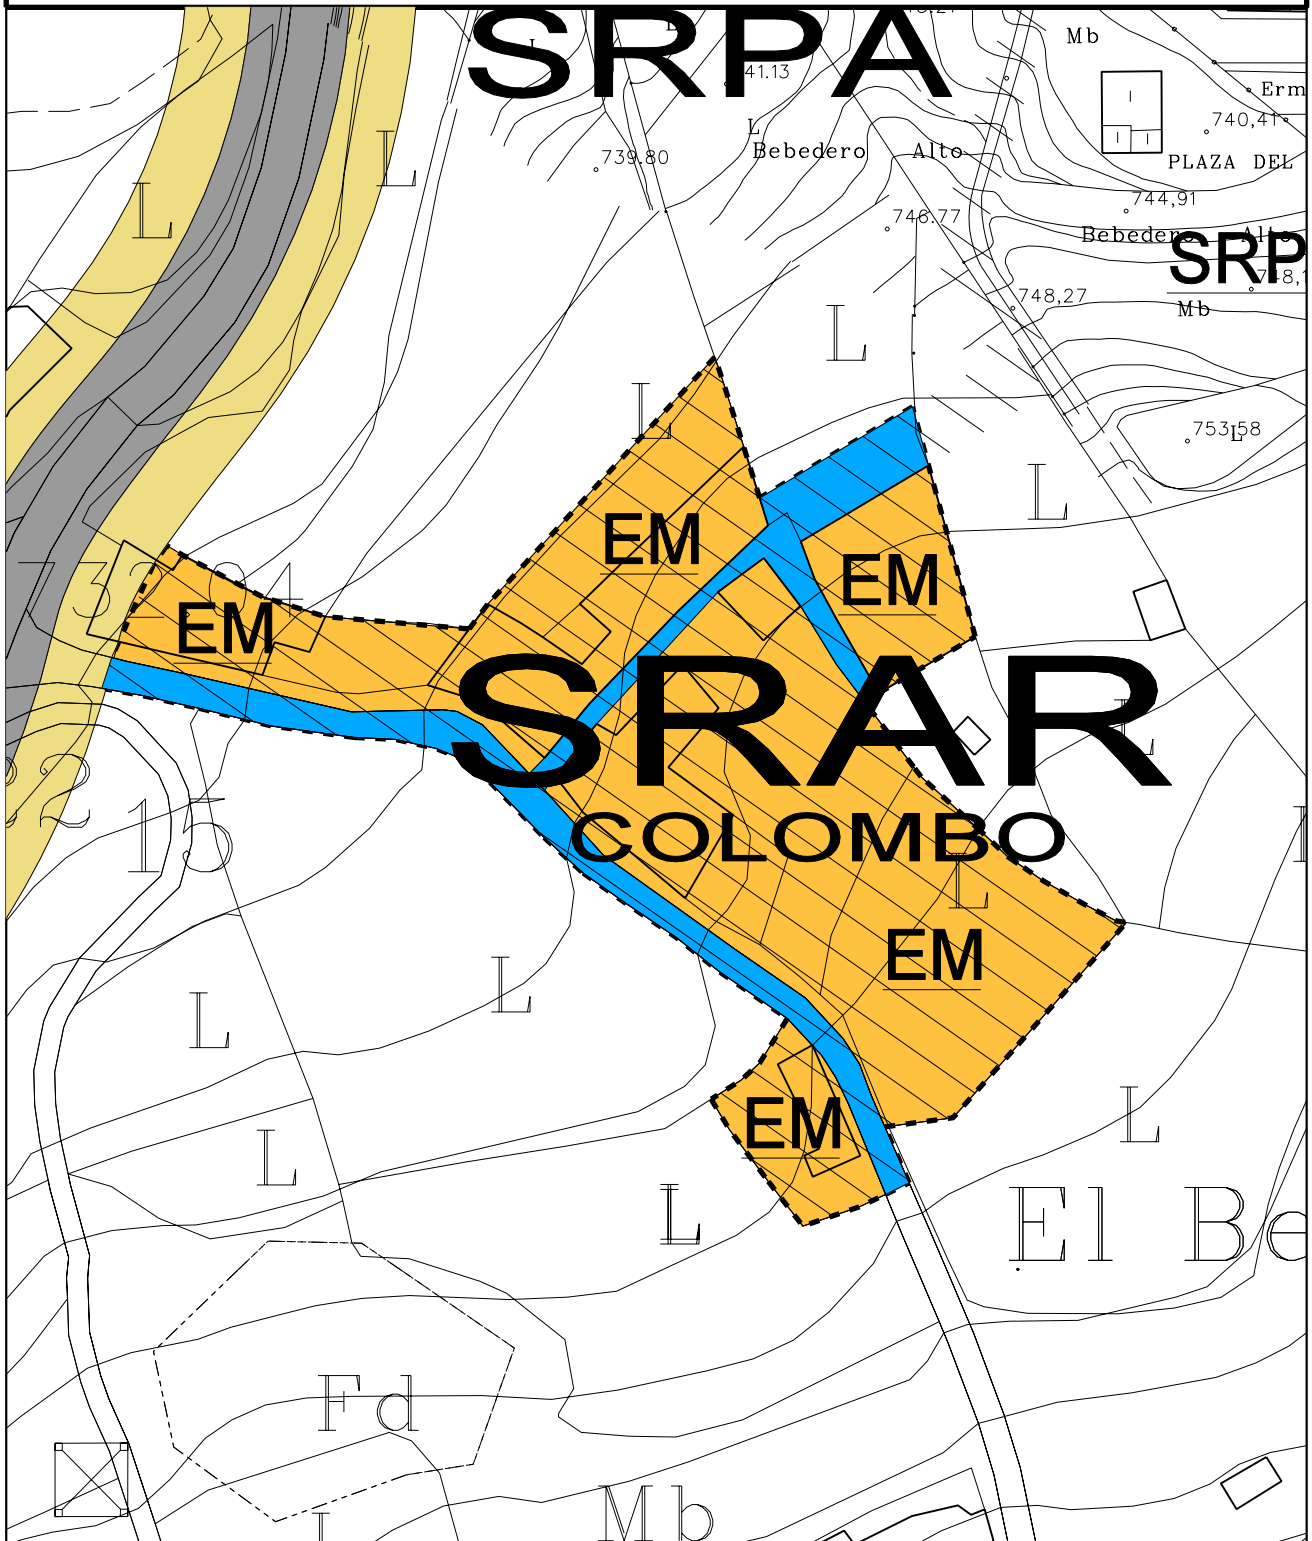 SRPA
Mb
L
41.13
Erm
740,41
L
L
739.80
Bebedero Alto
PLAZA DEL
L
744,91
746.77
Bebedero Alto
SRP
748,27
Mb
L
L
753.58
L
L
EM
EM
EM
SRAR
L
COLOMBO
15
L
EM
L
L
EM
L
L
L
El Be
Fd
Mb